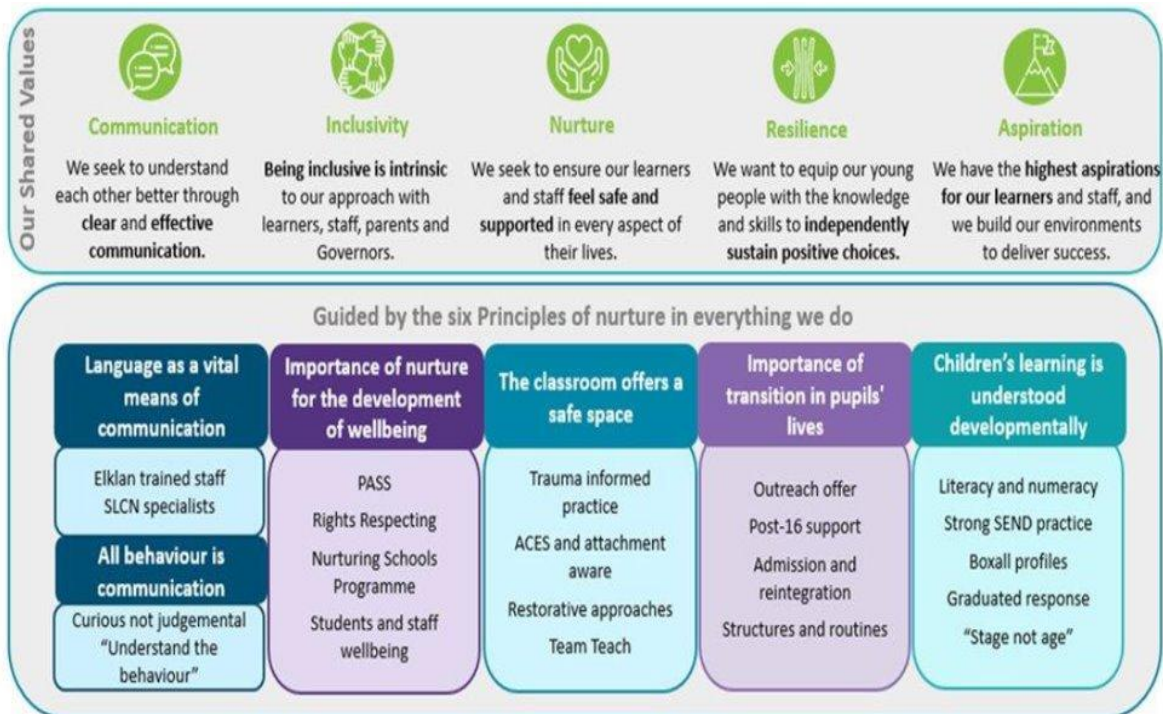 Our Shared Values
Communication
We seek to understand
each other better through
clear and effective
communication.
Inclusivity
Being inclusive is intrinsic
to our approach with
learners, staff, parents and
Governors.
Nurture
We seek to ensure our learners
and staff feel safe and
supported in every aspect of
their lives.
Resilience
We want to equip our young
people with the knowledge
and skills to independently
sustain positive choices.
Aspiration
We have the highest aspirations
for our learners and staff, and
we build our environments
to deliver success.
Guided by the six Principles of nurture in everything we do
Language as a vital
means of
communication
Elklan trained staff
SLCN specialists
All behaviour is
communication
Curious not judgemental
“Understand the
behaviour”
Importance of nurture
for the development
of wellbeing
PASS
Rights Respecting
Nurturing Schools
Programme
Students and staff
wellbeing
The classroom offers a
safe space
Trauma informed
practice
ACES and attachment
aware
Restorative approaches
Team Teach
Importance of
transition in pupils'
lives
Outreach offer
Post-16 support
Admission and
reintegration
Structures and routines
Children’s learning is
understood
developmentally
Literacy and numeracy
Strong SEND practice
Boxall profiles
Graduated response
“Stage not age”